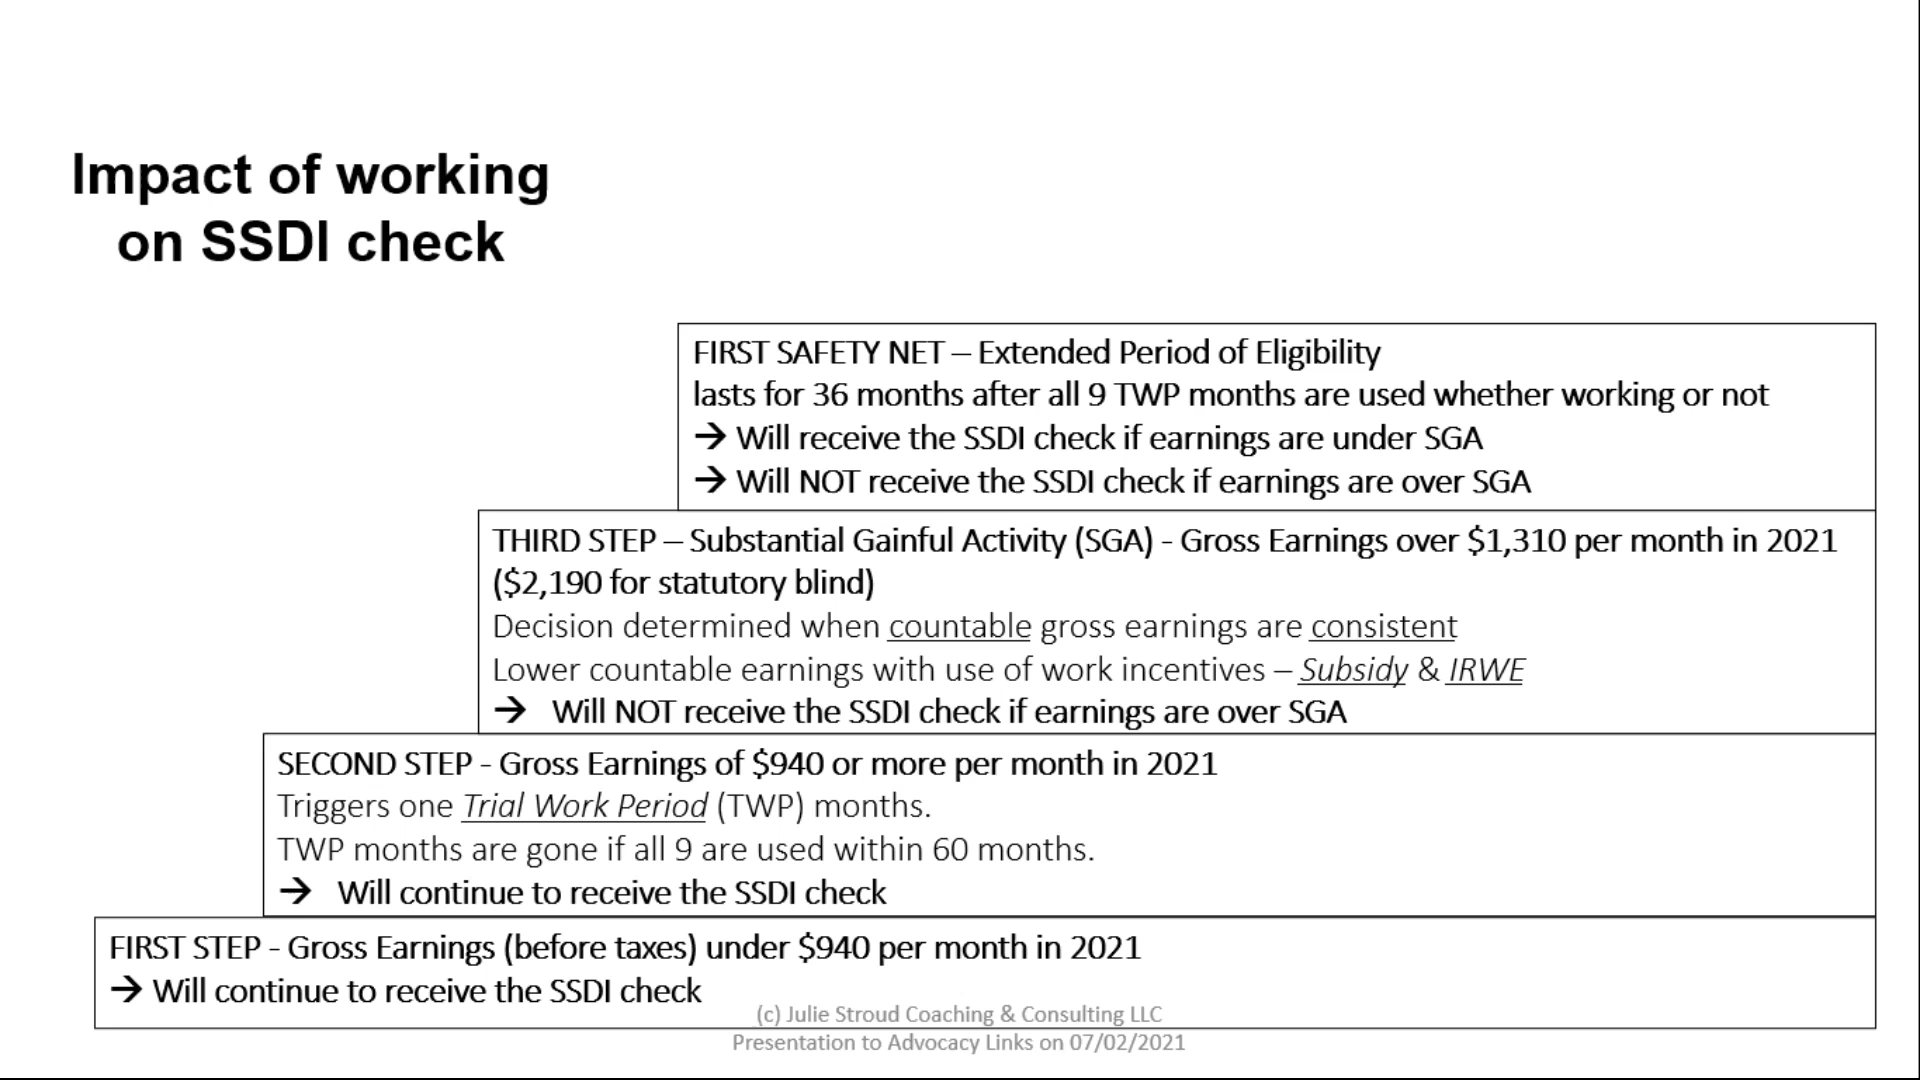 Impact of working
on SSDI check
FIRST SAFETY NET – Extended Period of Eligibility
lasts for 36 months after all 9 TWP months are used whether working or not
→ Will receive the SSDI check if earnings are under SGA
→ Will NOT receive the SSDI check if earnings are over SGA
THIRD STEP – Substantial Gainful Activity (SGA) - Gross Earnings over $1,310 per month in 2021
($2,190 for statutory blind)
Decision determined when countable gross earnings are consistent
Lower countable earnings with use of work incentives – Subsidy & IRWE
→ Will NOT receive the SSDI check if earnings are over SGA
SECOND STEP - Gross Earnings of $940 or more per month in 2021
Triggers one Trial Work Period (TWP) months.
TWP months are gone if all 9 are used within 60 months.
→ Will continue to receive the SSDI check
FIRST STEP - Gross Earnings (before taxes) under $940 per month in 2021
→ Will continue to receive the SSDI check
(c) Julie Stroud Coaching & Consulting LLC
Presentation to Advocacy Links on 07/02/2021